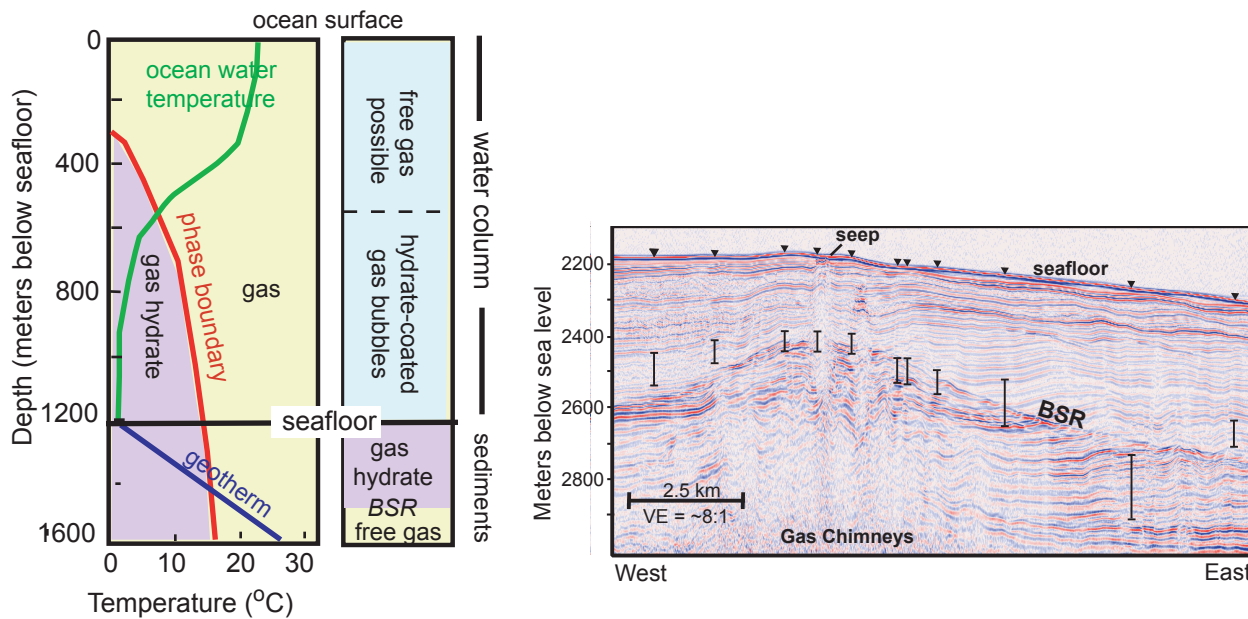 ocean surface
0
400
800
1200
1600
Depth (meters below seafloor)
ocean water
temperature
gas hydrate
phase boundary
gas
seafloor
geotherm
0
10
20
30
Temperature (°C)
free gas
possible
hydrate-coated
gas bubbles
gas
hydrate
BSR
free gas
water column
sediments
seep
seafloor
2200
2400
2600
2800
Meters below sea level
BSR
2.5 km
VE = ~8:1
Gas Chimneys
West
East